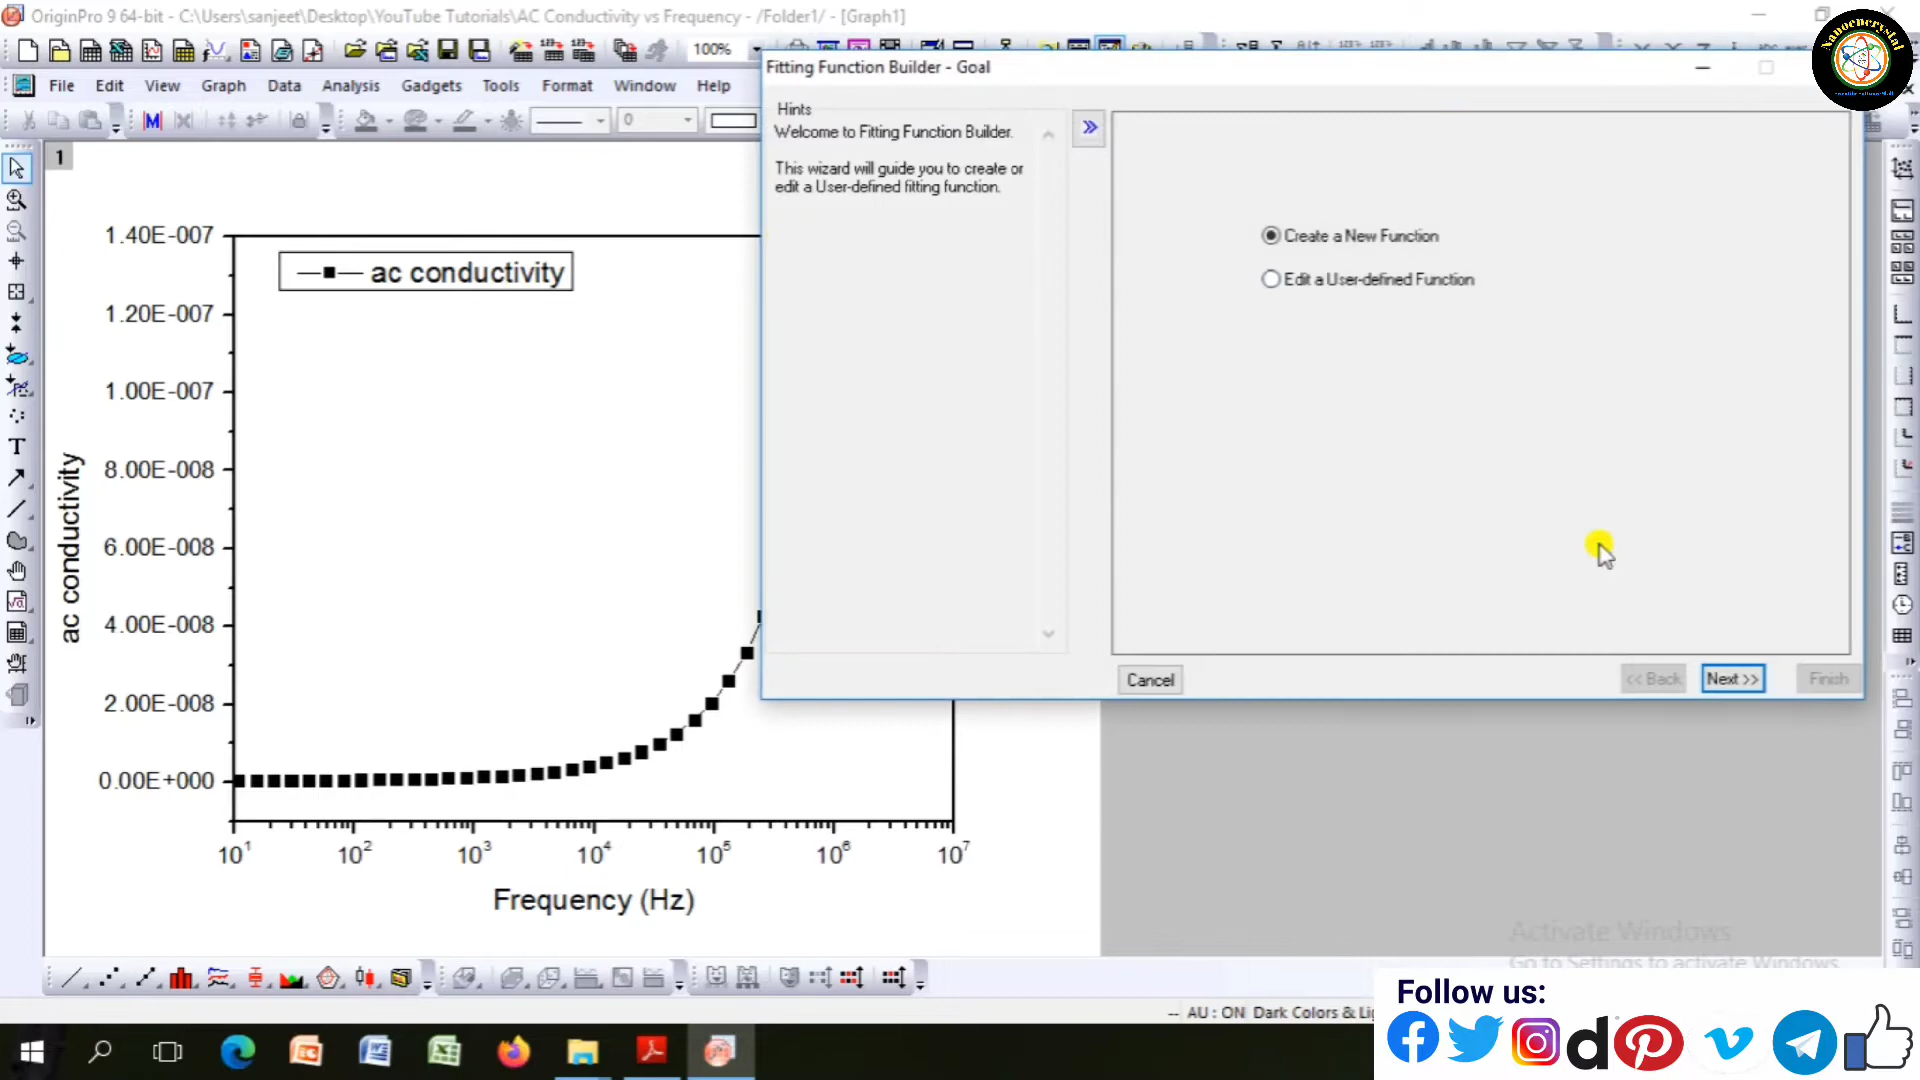 OriginPro 9 64-bit - C:\Users\sanjeet\Desktop\YouTube Tutorials\AC Conductivity vs Frequency - /Folder1/ - [Graph1]
100%
File Edit View Graph Data Analysis Gadgets Tools Format Window Help
0
1
Fitting Function Builder - Goal
Hints
Welcome to Fitting Function Builder.
This wizard will guide you to create or
edit a User-defined fitting function.
Create a New Function
Edit a User-defined Function
Cancel
<< Back
Next >>
Finish
ac conductivity
1.40E-007
1.20E-007
1.00E-007
8.00E-008
6.00E-008
4.00E-008
2.00E-008
0.00E+000
ac conductivity
10¹ 10² 10³ 10⁴ 10⁵ 10⁶ 10⁷
Frequency (Hz)
Activate Windows
Go to Settings to activate Windows.
-- AU : ON Dark Colors &
Follow us:
Nanoencrystal